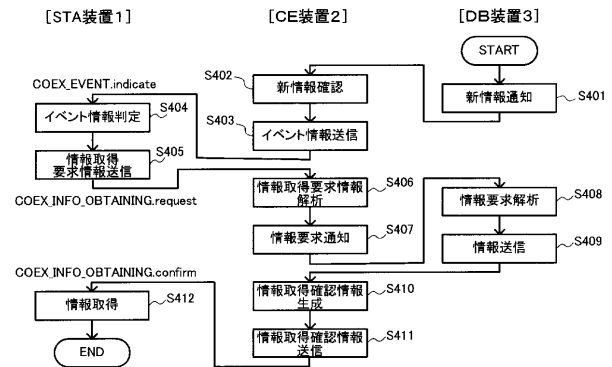 [STA装置1]
[CE装置2]
[DB装置3]
START
COEX_EVENT.indicate
S402
新情報確認
新情報通知
S401
S404
イベント情報判定
S403
イベント情報送信
情報取得
要求情報送信
S405
COEX_INFO_OBTAINING.request
情報取得要求情報
解析
S406
情報要求解析
S408
情報要求通知
S407
情報送信
S409
COEX_INFO_OBTAINING.confirm
情報取得
S412
情報取得確認情報
生成
S410
END
情報取得確認情報
送信
S411